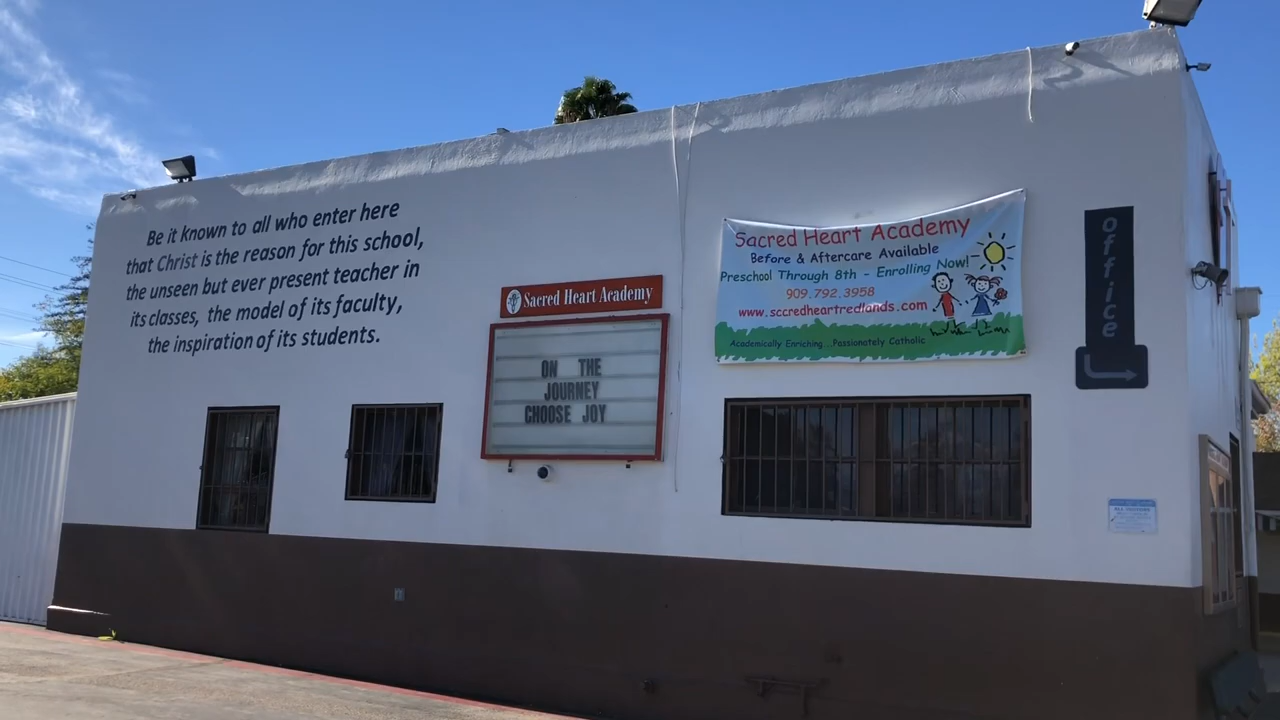 Be it known to all who enter here
that Christ is the reason for this school,
the unseen but ever present teacher in
its classes, the model of its faculty,
the inspiration of its students.
Sacred Heart Academy
ON THE
JOURNEY
CHOOSE JOY
Sacred Heart Academy
Before & Aftercare Available
Preschool Through 8th - Enrolling Now!
909.792.3958
www.sccredheartredlands.com
Academically Enriching...Passionately Catholic
office